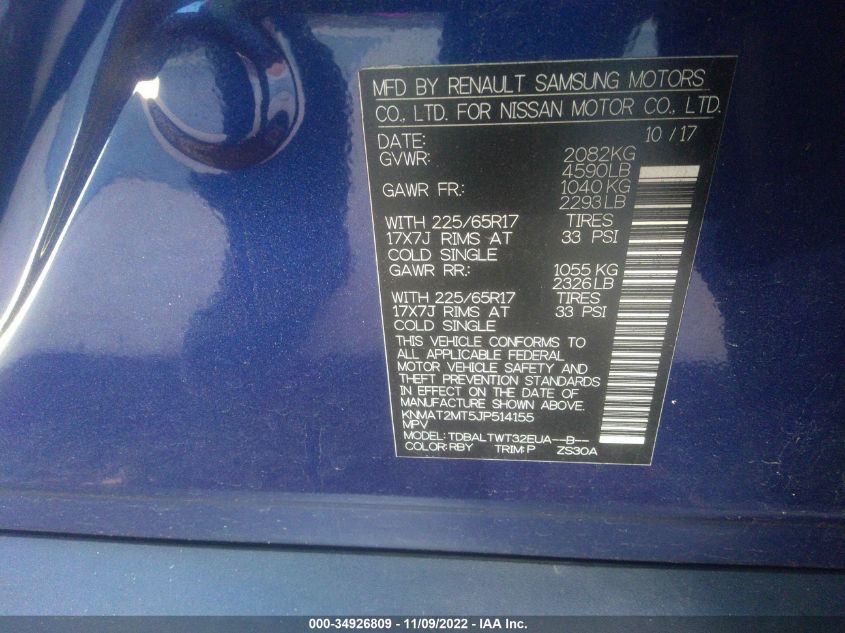 MFD BY RENAULT SAMSUNG MOTORS
CO., LTD. FOR NISSAN MOTOR CO., LTD.
DATE: 10 / 17
GVWR: 2082KG
4590LB
GAWR FR: 1040 KG
2293LB
WITH 225/65R17 TIRES
17X7J RIMS AT 33 PSI
COLD SINGLE
GAWR RR: 1055 KG
2326LB
WITH 225/65R17 TIRES
17X7J RIMS AT 33 PSI
COLD SINGLE
THIS VEHICLE CONFORMS TO
ALL APPLICABLE FEDERAL
MOTOR VEHICLE SAFETY AND
THEFT PREVENTION STANDARDS
IN EFFECT ON THE DATE OF
MANUFACTURE SHOWN ABOVE.
KNMAT2MT5JP514155
MPV
MODEL: TDBALTWT32EUA--B--
COLOR: RBY TRIM: P ZS30A
000-34926809 - 11/09/2022 - IAA Inc.